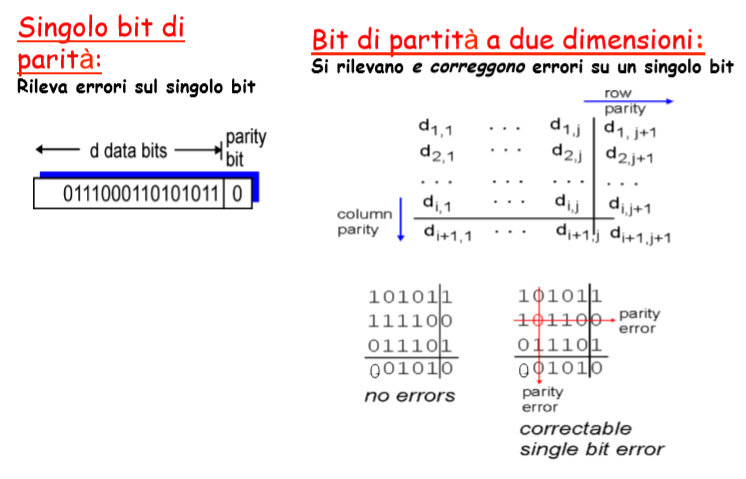 Singolo bit di
parità:
Rileva errori sul singolo bit
d data bits
parity
bit
0111000110101011 0
Bit di partità a due dimensioni:
Si rilevano e correggono errori su un singolo bit
row
parity
d1,1 . . . d1,j d1, j+1
d2,1 . . . d2,j d2,j+1
. . . . . . . . . . . .
di,1 . . . di,j di,j+1
column
parity
di+1,1 . . . di+1,j di+1,j+1
101011
111100
011101
001010
no errors
101011
101100
parity
error
011101
001010
parity
error
correctable
single bit error